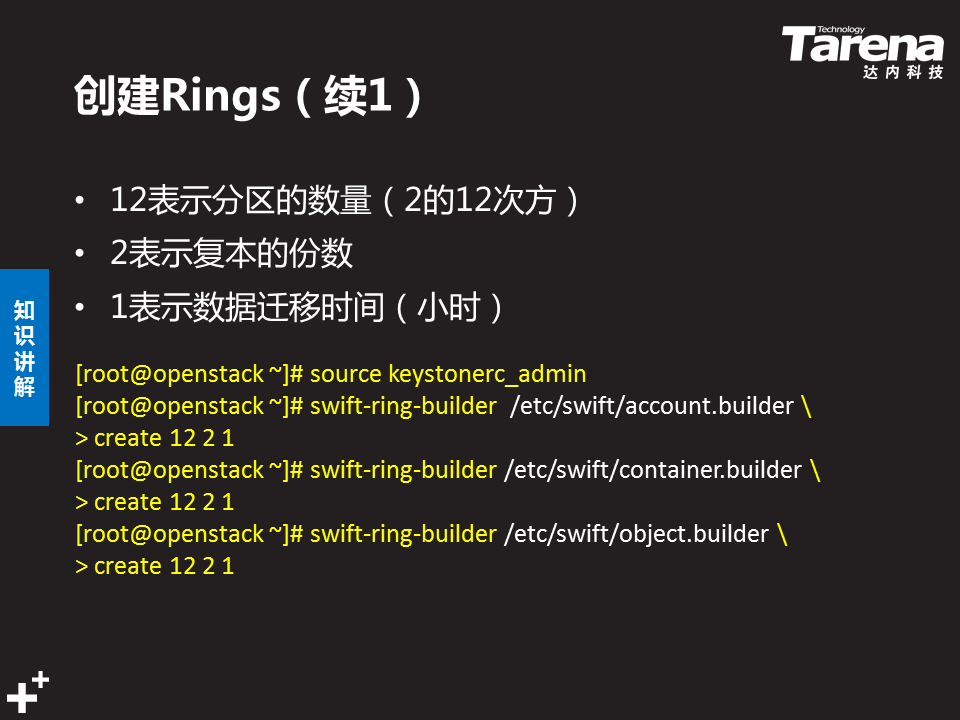 Technology
Tarena
达内科技
创建Rings（续1）
• 12表示分区的数量（2的12次方）
• 2表示复本的份数
• 1表示数据迁移时间（小时）
知识讲解
[root@openstack ~]# source keystonerc_admin
[root@openstack ~]# swift-ring-builder  /etc/swift/account.builder \
> create 12 2 1
[root@openstack ~]# swift-ring-builder /etc/swift/container.builder \
> create 12 2 1
[root@openstack ~]# swift-ring-builder /etc/swift/object.builder \
> create 12 2 1